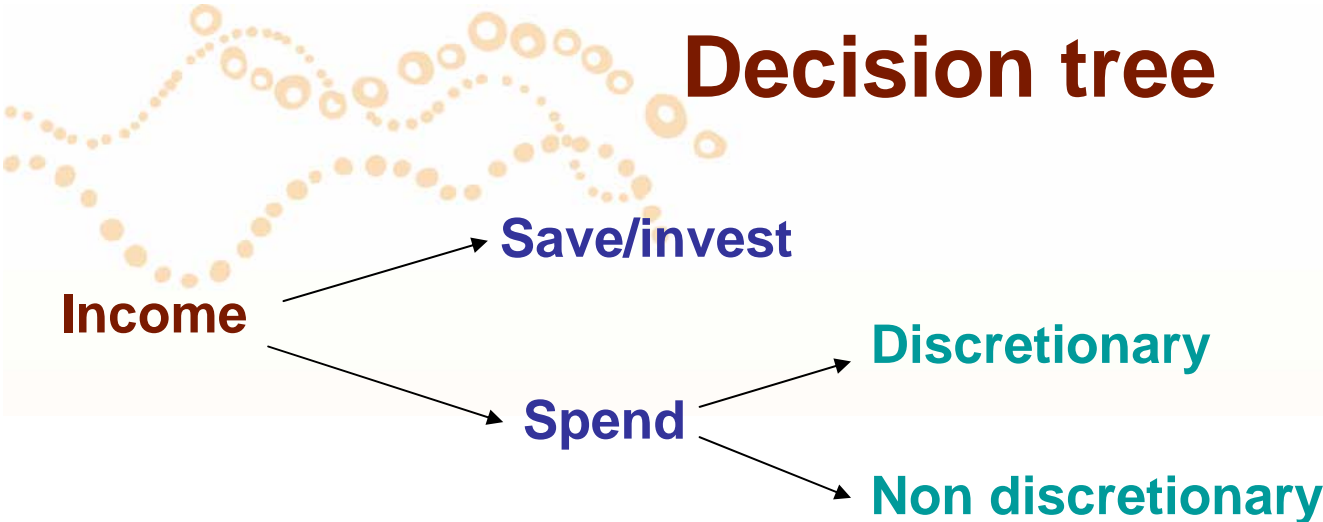 Decision tree
Save/invest
Income
Discretionary
Spend
Non discretionary